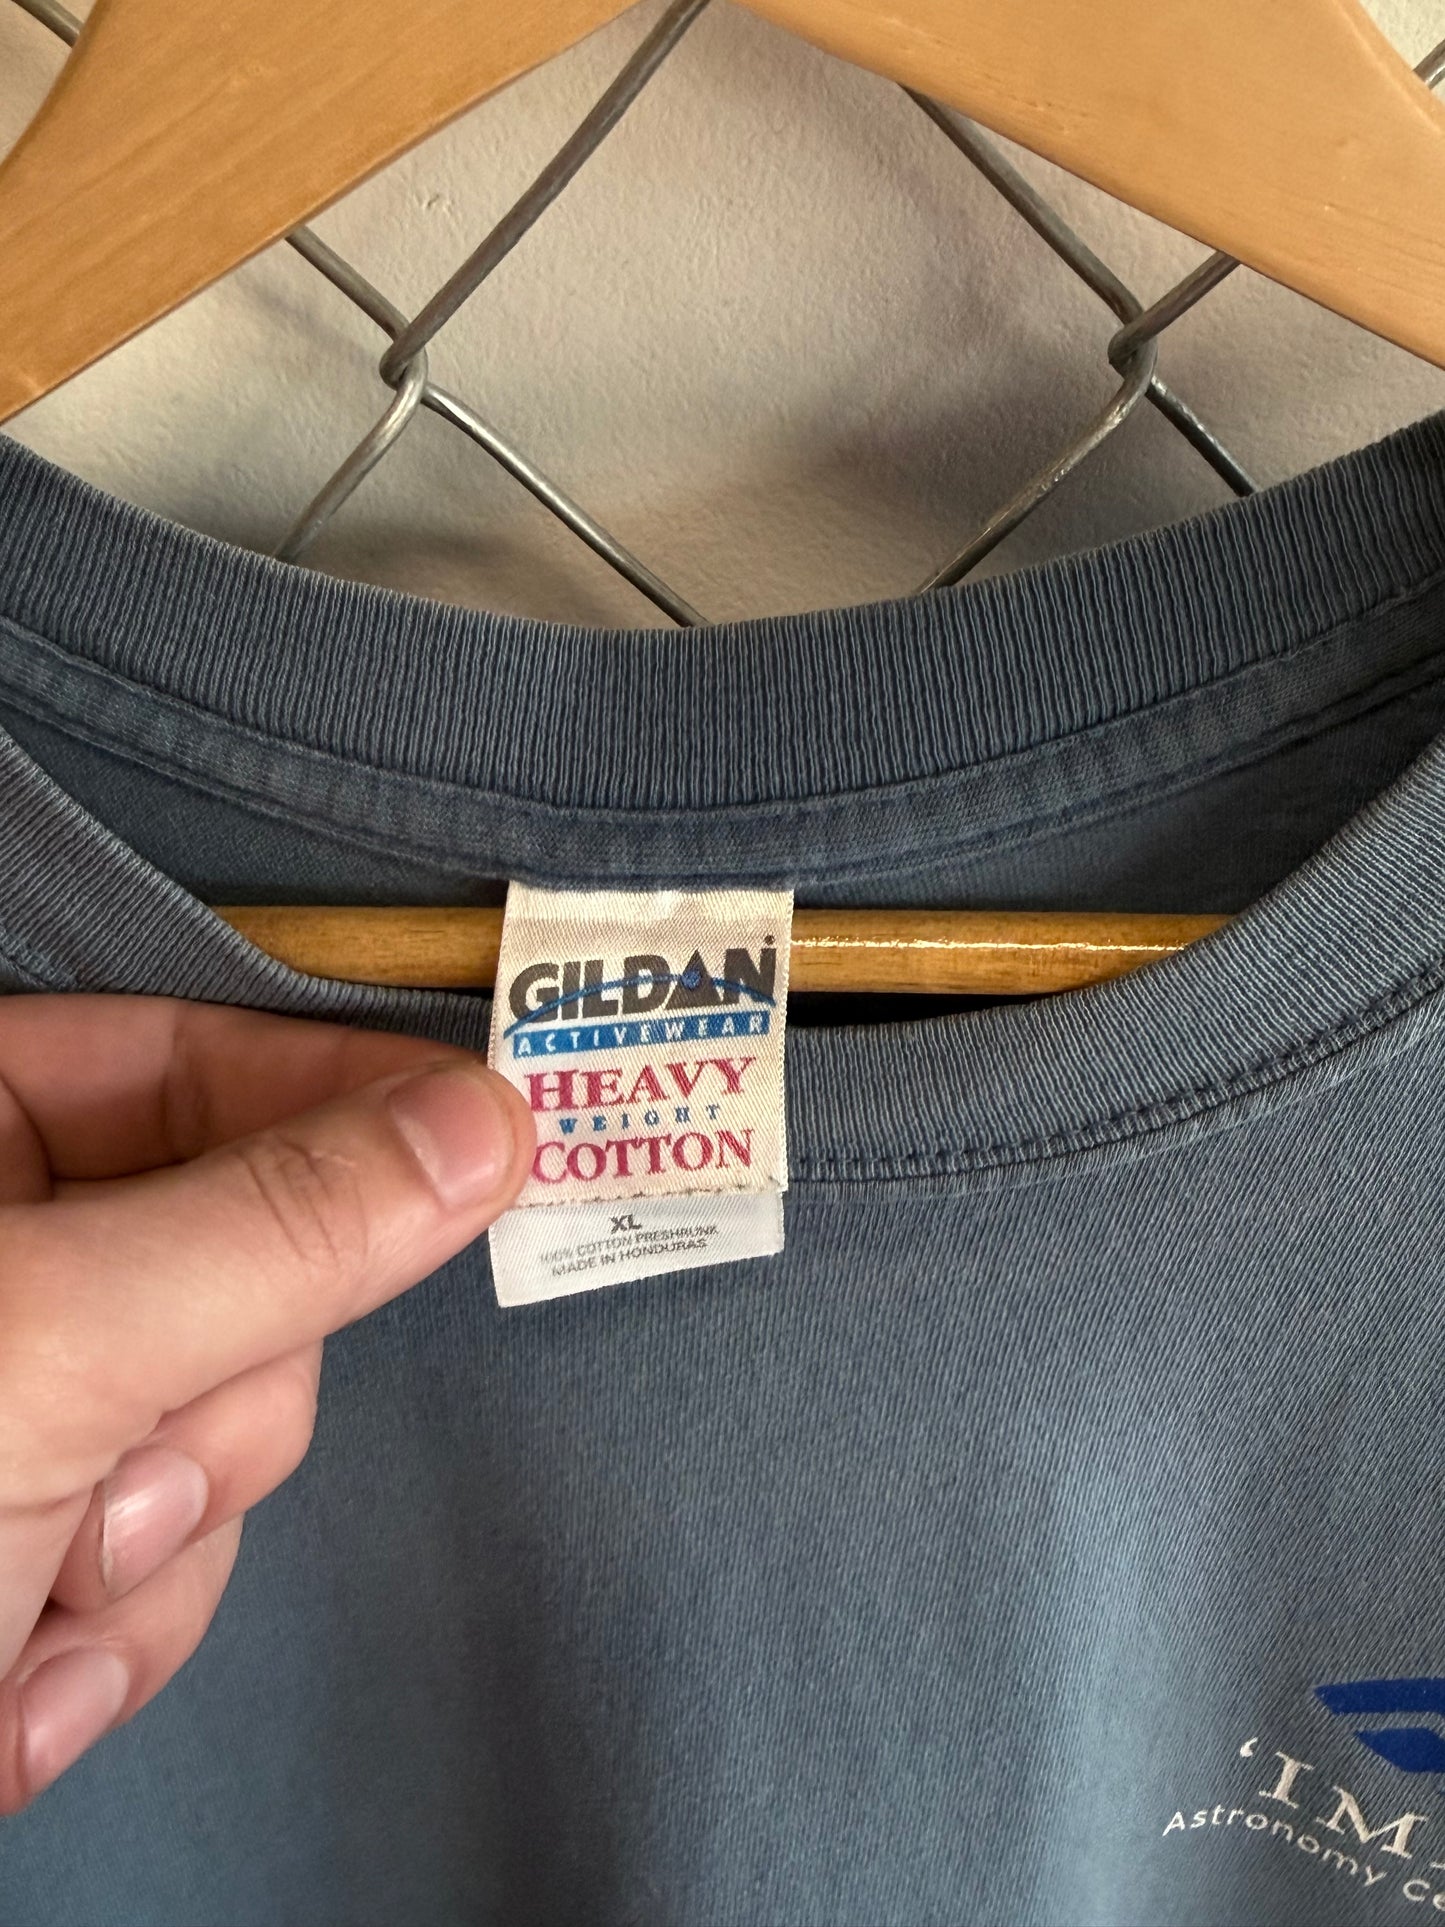 GILDAN
ACTIVEWEAR
HEAVY
WEIGHT
COTTON
XL
100% COTTON PRESHRUNK
MADE IN HONDURAS
Astronomy